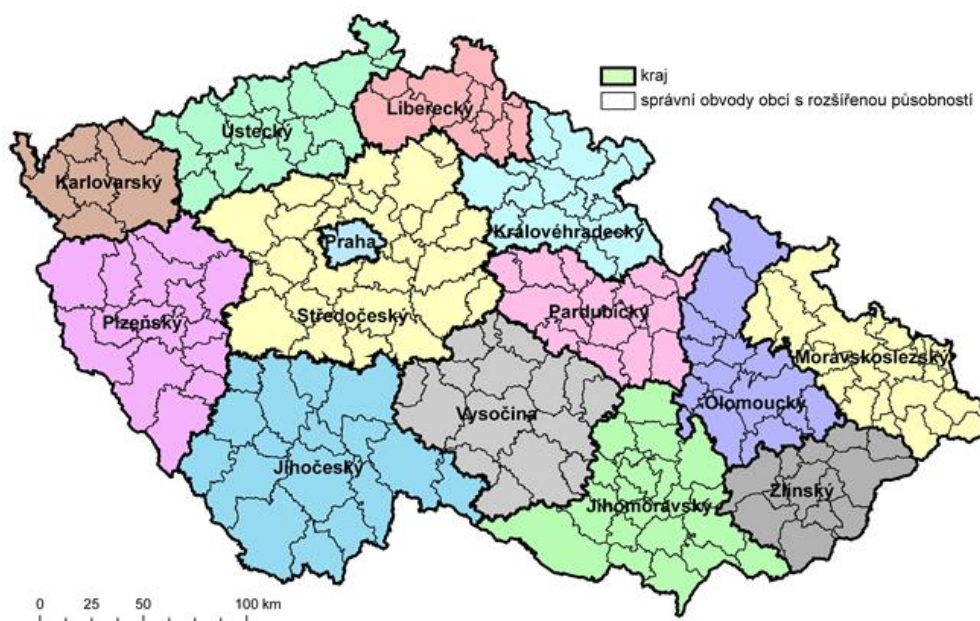 kraj
správní obvody obcí s rozšířenou působností
Liberecký
Ústecký
Karlovarský
Královéhradecký
Praha
Středočeský
Pardubický
Plzeňský
Moravskoslezský
Olomoucký
Vysočina
Jihočeský
Zlínský
Jihomoravský
0 25 50 100 km